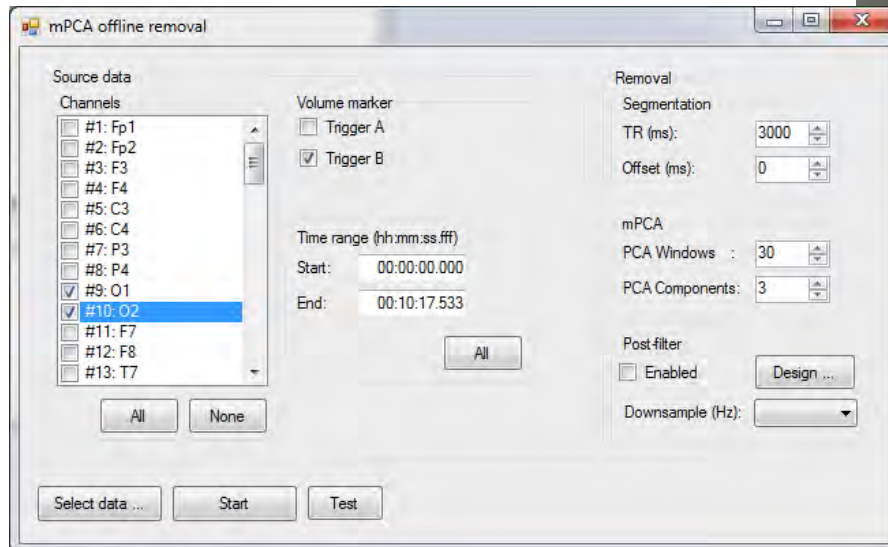 mPCA offline removal
Source data
Channels
#1: Fp1
#2: Fp2
#3: F3
#4: F4
#5: C3
#6: C4
#7: P3
#8: P4
#9: O1
#10: O2
#11: F7
#12: F8
#13: T7
All
None
Volume marker
Trigger A
Trigger B
Time range (hh:mm:ss.fff)
Start: 00:00:00.000
End: 00:10:17.533
All
Removal
Segmentation
TR (ms): 3000
Offset (ms): 0
mPCA
PCA Windows : 30
PCA Components: 3
Post-filter
Enabled
Design ...
Downsample (Hz):
Select data ...
Start
Test